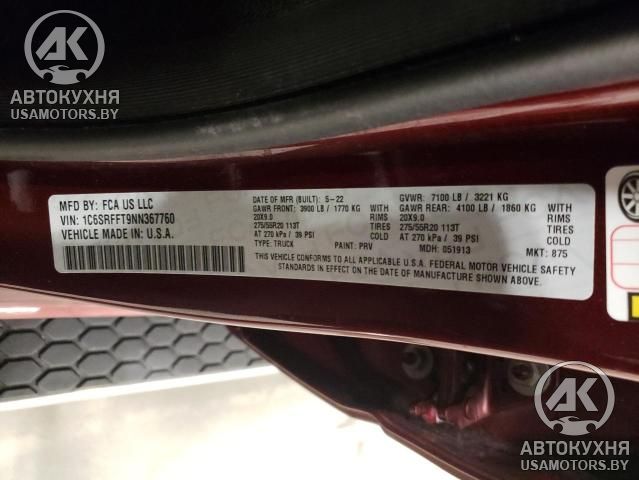 AK
АВТОКУХНЯ
USAMOTORS.BY
MFD BY: FCA US LLC
VIN: 1C6SRFFT9NN367760
VEHICLE MADE IN: U.S.A.
DATE OF MFR (BUILT): 5-22 GVWR: 7100 LB / 3221 KG
GAWR FRONT: 3900 LB / 1770 KG WITH GAWR REAR: 4100 LB / 1860 KG WITH
20X9.0 RIMS 20X9.0 RIMS
275/55R20 113T TIRES 275/55R20 113T TIRES
AT 270 kPa / 39 PSI COLD AT 270 kPa / 39 PSI COLD
TYPE: TRUCK PAINT: PRV MDH: 051913 MKT: 875
THIS VEHICLE CONFORMS TO ALL APPLICABLE U.S.A. FEDERAL MOTOR VEHICLE SAFETY
STANDARDS IN EFFECT ON THE DATE OF MANUFACTURE SHOWN ABOVE.
AK
АВТОКУХНЯ
USAMOTORS.BY